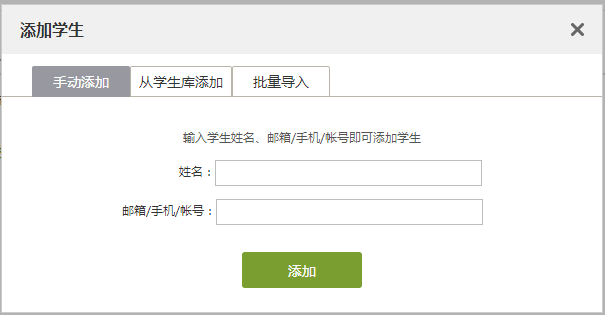 添加学生
手动添加 从学生库添加 批量导入
输入学生姓名、邮箱/手机/帐号即可添加学生
姓名：
邮箱/手机/帐号：
添加